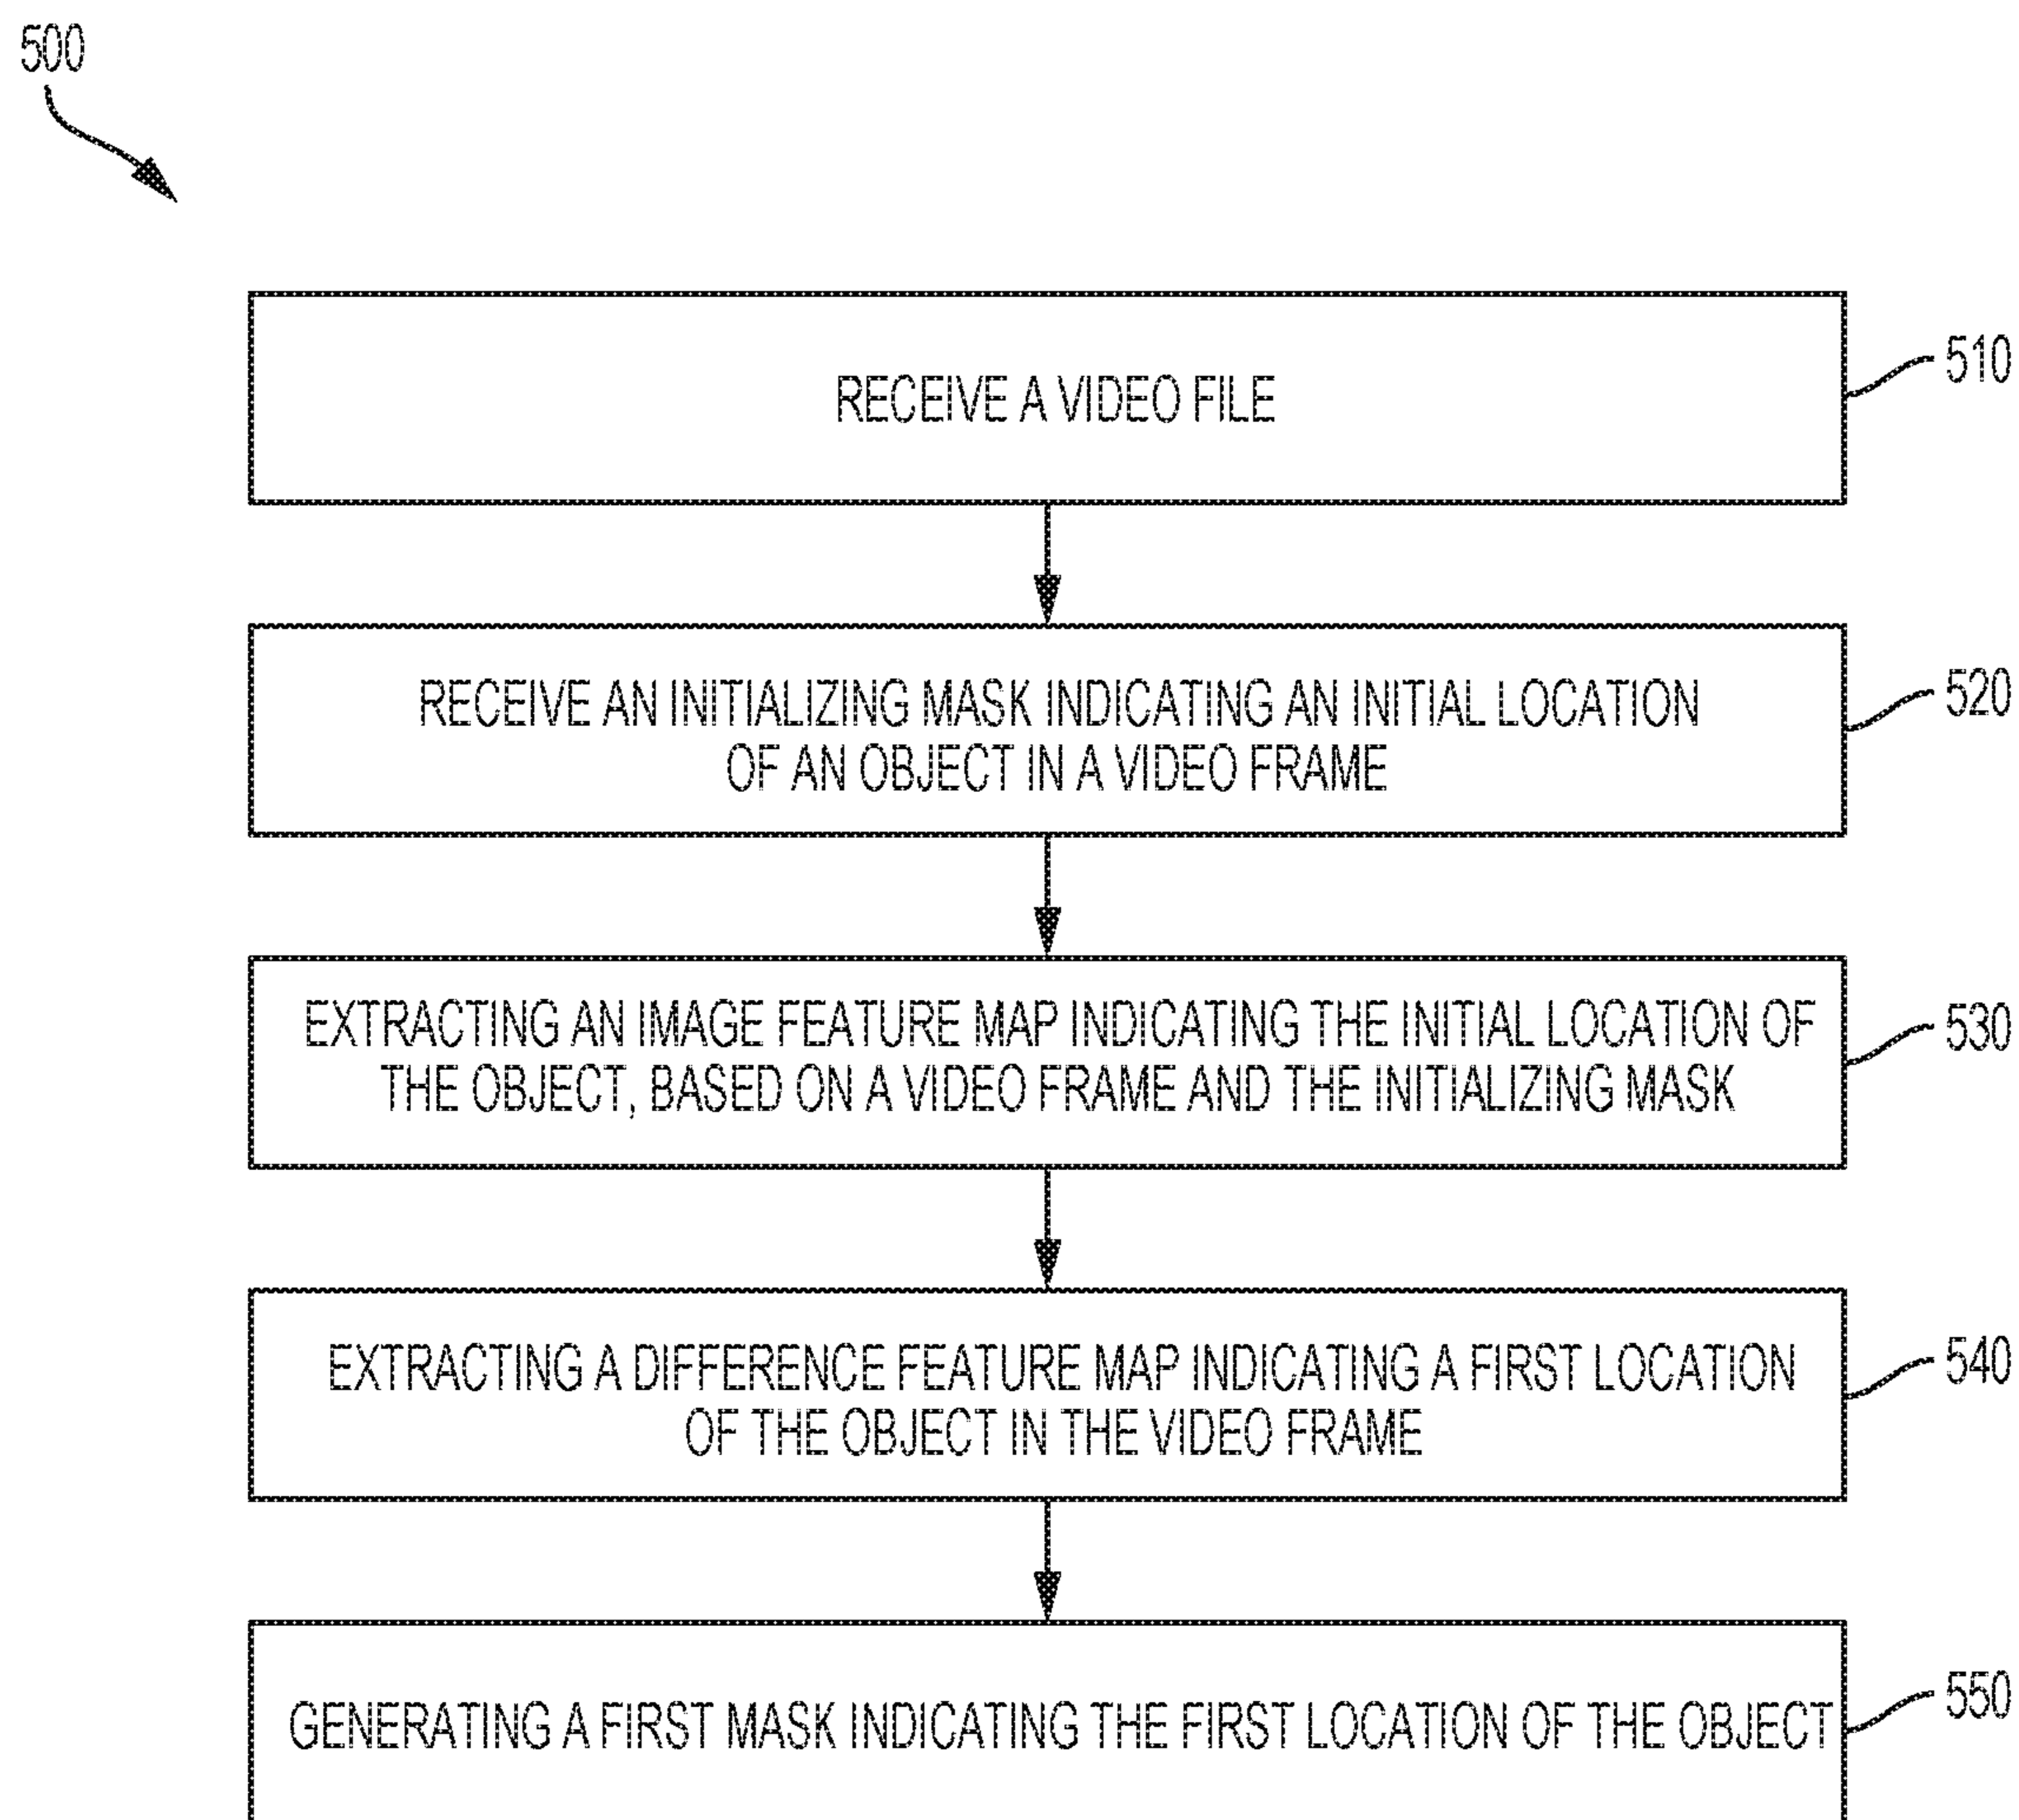 500
RECEIVE A VIDEO FILE
510
RECEIVE AN INITIALIZING MASK INDICATING AN INITIAL LOCATION
OF AN OBJECT IN A VIDEO FRAME
520
EXTRACTING AN IMAGE FEATURE MAP INDICATING THE INITIAL LOCATION OF
THE OBJECT, BASED ON A VIDEO FRAME AND THE INITIALIZING MASK
530
EXTRACTING A DIFFERENCE FEATURE MAP INDICATING A FIRST LOCATION
OF THE OBJECT IN THE VIDEO FRAME
540
GENERATING A FIRST MASK INDICATING THE FIRST LOCATION OF THE OBJECT
550